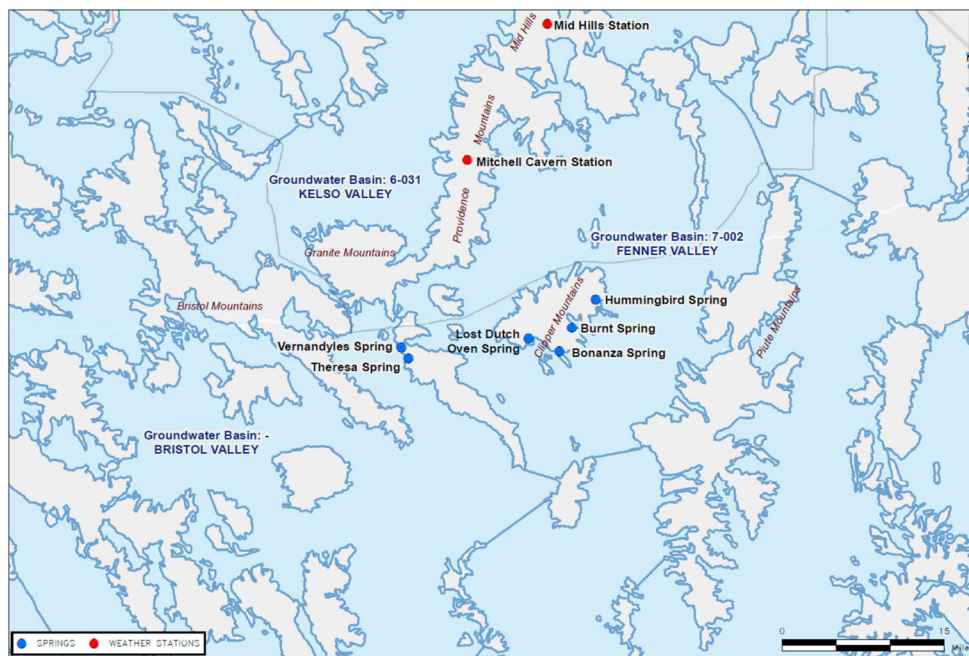 Mid Hills
Mid Hills Station
Mountains
Mitchell Cavern Station
Groundwater Basin: 6-031
KELSO VALLEY
Providence
Groundwater Basin: 7-002
FENNER VALLEY
Granite Mountains
Bristol Mountains
Clipper Mountains
Hummingbird Spring
Piute Mountains
Burnt Spring
Lost Dutch
Oven Spring
Bonanza Spring
Vernandyles Spring
Theresa Spring
Groundwater Basin: -
BRISTOL VALLEY
SPRINGS
WEATHER STATIONS
0
15
Miles